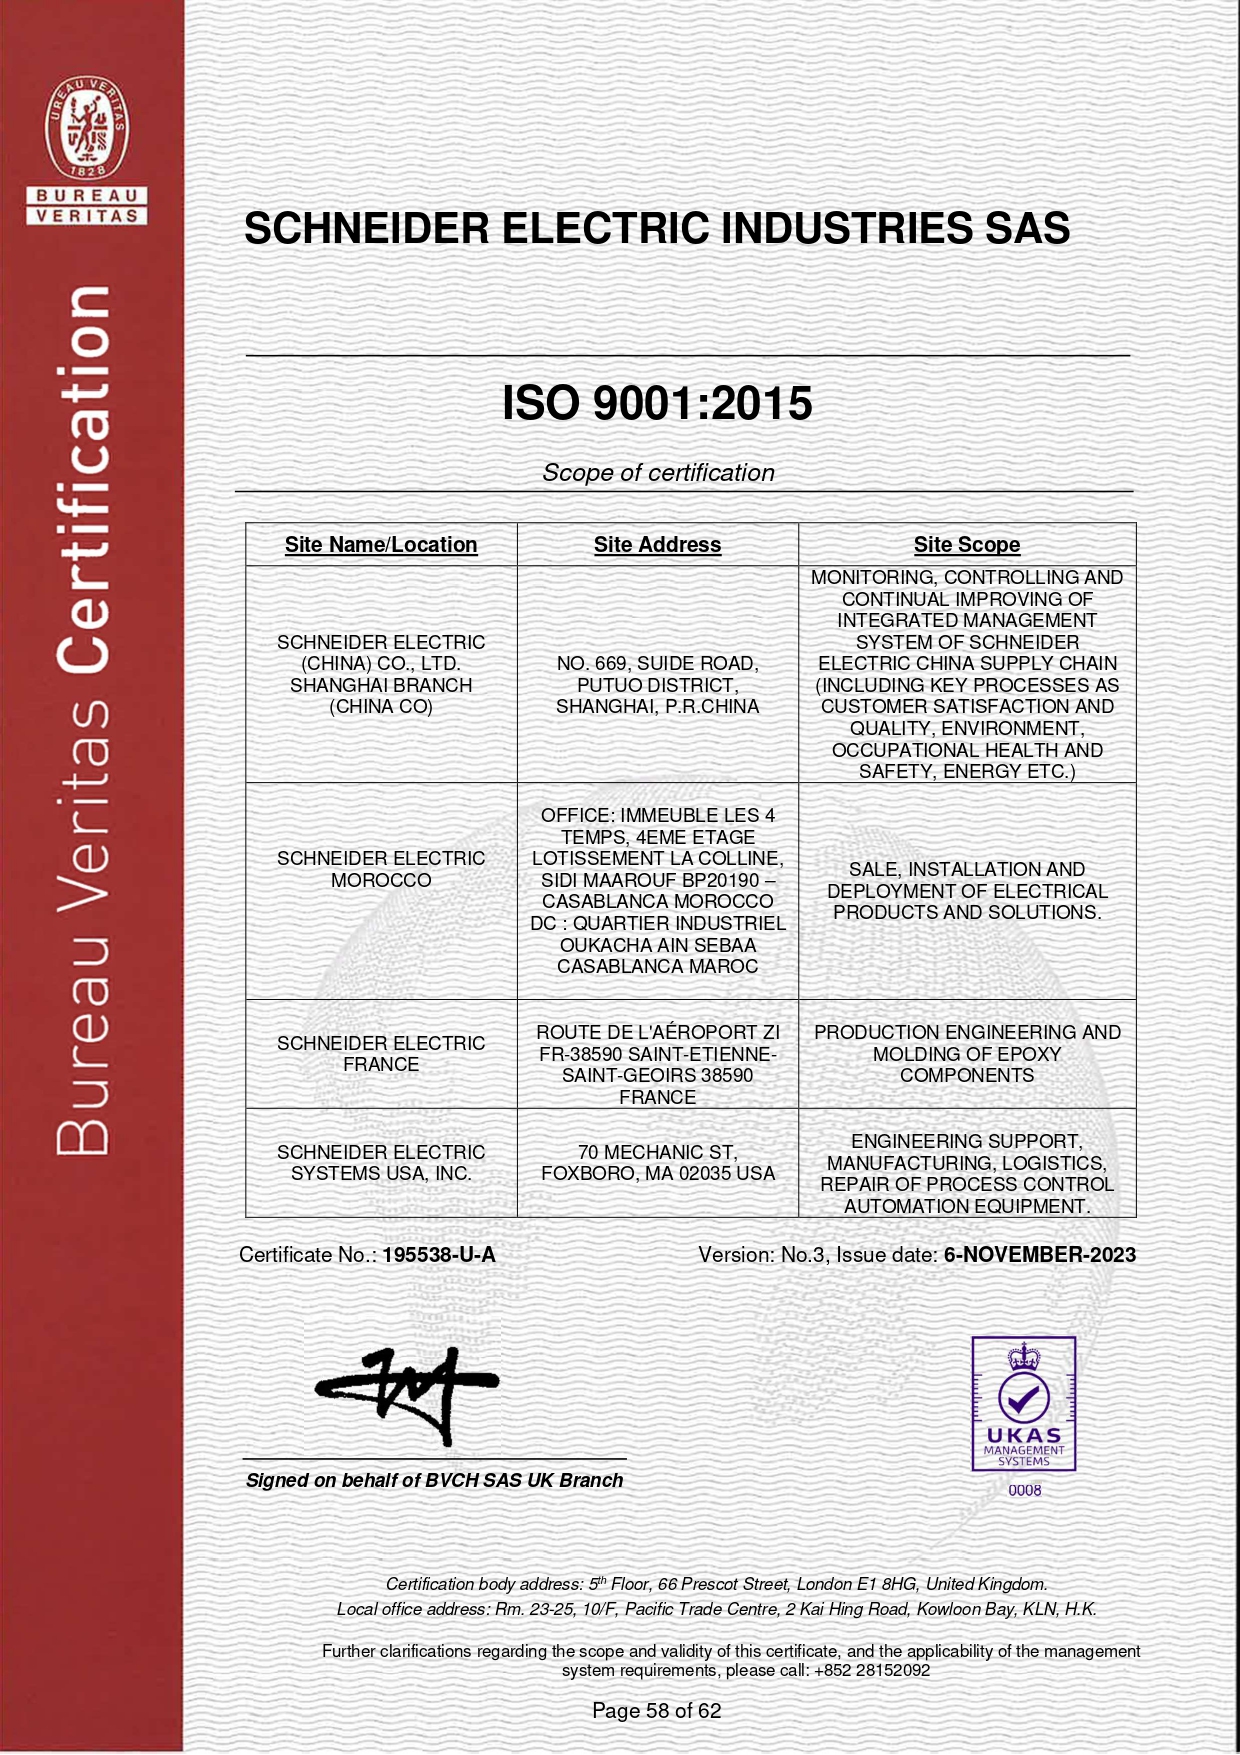 BUREAU VERITAS
1828
BUREAU
VERITAS
Bureau Veritas Certification
SCHNEIDER ELECTRIC INDUSTRIES SAS
ISO 9001:2015
Scope of certification
Site Name/Location
Site Address
Site Scope
SCHNEIDER ELECTRIC
(CHINA) CO., LTD.
SHANGHAI BRANCH
(CHINA CO)
NO. 669, SUIDE ROAD,
PUTUO DISTRICT,
SHANGHAI, P.R.CHINA
MONITORING, CONTROLLING AND
CONTINUAL IMPROVING OF
INTEGRATED MANAGEMENT
SYSTEM OF SCHNEIDER
ELECTRIC CHINA SUPPLY CHAIN
(INCLUDING KEY PROCESSES AS
CUSTOMER SATISFACTION AND
QUALITY, ENVIRONMENT,
OCCUPATIONAL HEALTH AND
SAFETY, ENERGY ETC.)
SCHNEIDER ELECTRIC
MOROCCO
OFFICE: IMMEUBLE LES 4
TEMPS, 4EME ETAGE
LOTISSEMENT LA COLLINE,
SIDI MAAROUF BP20190 –
CASABLANCA MOROCCO
DC : QUARTIER INDUSTRIEL
OUKACHA AIN SEBAA
CASABLANCA MAROC
SALE, INSTALLATION AND
DEPLOYMENT OF ELECTRICAL
PRODUCTS AND SOLUTIONS.
SCHNEIDER ELECTRIC
FRANCE
ROUTE DE L'AÉROPORT ZI
FR-38590 SAINT-ETIENNE-
SAINT-GEOIRS 38590
FRANCE
PRODUCTION ENGINEERING AND
MOLDING OF EPOXY
COMPONENTS
SCHNEIDER ELECTRIC
SYSTEMS USA, INC.
70 MECHANIC ST,
FOXBORO, MA 02035 USA
ENGINEERING SUPPORT,
MANUFACTURING, LOGISTICS,
REPAIR OF PROCESS CONTROL
AUTOMATION EQUIPMENT.
Certificate No.: 195538-U-A
Version: No.3, Issue date: 6-NOVEMBER-2023
Signed on behalf of BVCH SAS UK Branch
UKAS
MANAGEMENT
SYSTEMS
0008
Certification body address: 5th Floor, 66 Prescot Street, London E1 8HG, United Kingdom.
Local office address: Rm. 23-25, 10/F, Pacific Trade Centre, 2 Kai Hing Road, Kowloon Bay, KLN, H.K.
Further clarifications regarding the scope and validity of this certificate, and the applicability of the management
system requirements, please call: +852 28152092
Page 58 of 62